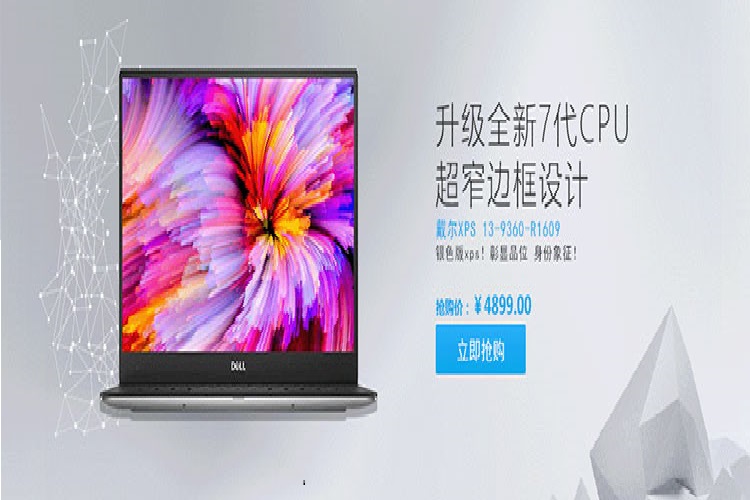 升级全新7代CPU
超窄边框设计
戴尔XPS 13-9360-R1609
银色版xps！彰显品位 身份象征！
抢购价：￥4899.00
立即抢购
DELL